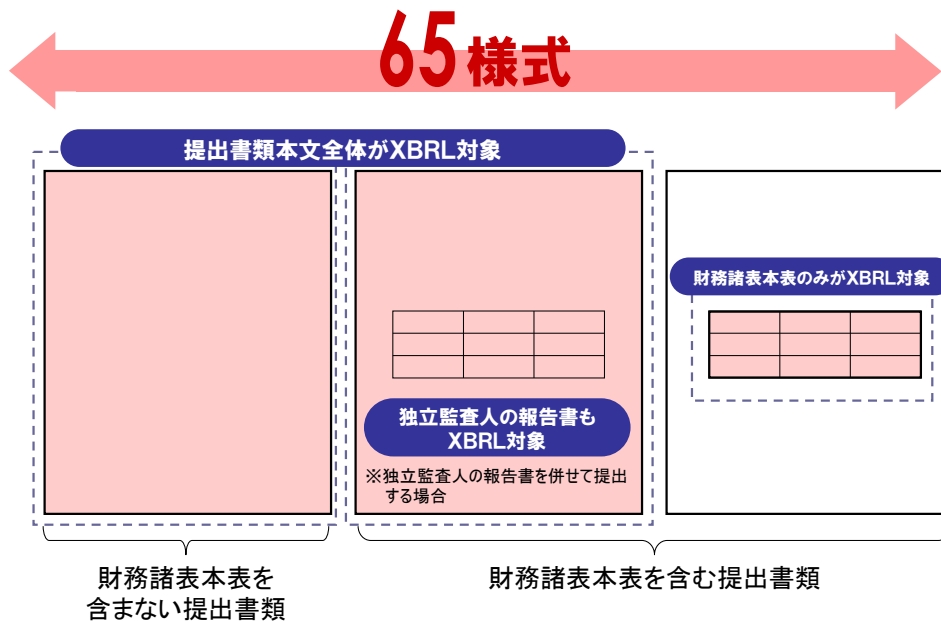 65様式
提出書類本文全体がXBRL対象
財務諸表本表のみがXBRL対象
独立監査人の報告書も
XBRL対象
※独立監査人の報告書を併せて提出
する場合
財務諸表本表を
含まない提出書類
財務諸表本表を含む提出書類